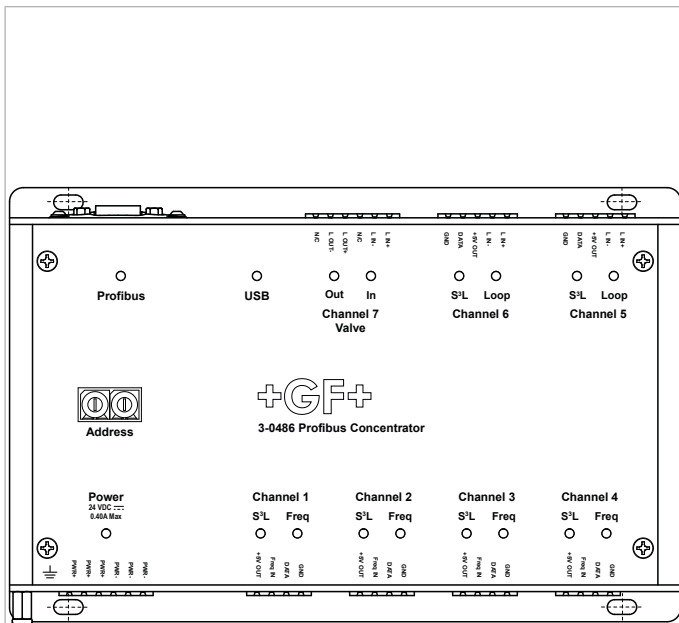 N/C L OUT- L OUT+ N/C L IN- L IN+
GND DATA +5V OUT L IN- L IN+
GND DATA +5V OUT L IN- L IN+
Profibus
USB
Out In
Channel 7
Valve
S³L Loop
Channel 6
S³L Loop
Channel 5
Address
+GF+
3-0486 Profibus Concentrator
Power
24 VDC
0.40A Max
Channel 1
S³L Freq
Channel 2
S³L Freq
Channel 3
S³L Freq
Channel 4
S³L Freq
PWR+ PWR+ PWR+ PWR- PWR- PWR-
+5V OUT Freq IN DATA GND
+5V OUT Freq IN DATA GND
+5V OUT Freq IN DATA GND
+5V OUT Freq IN DATA GND